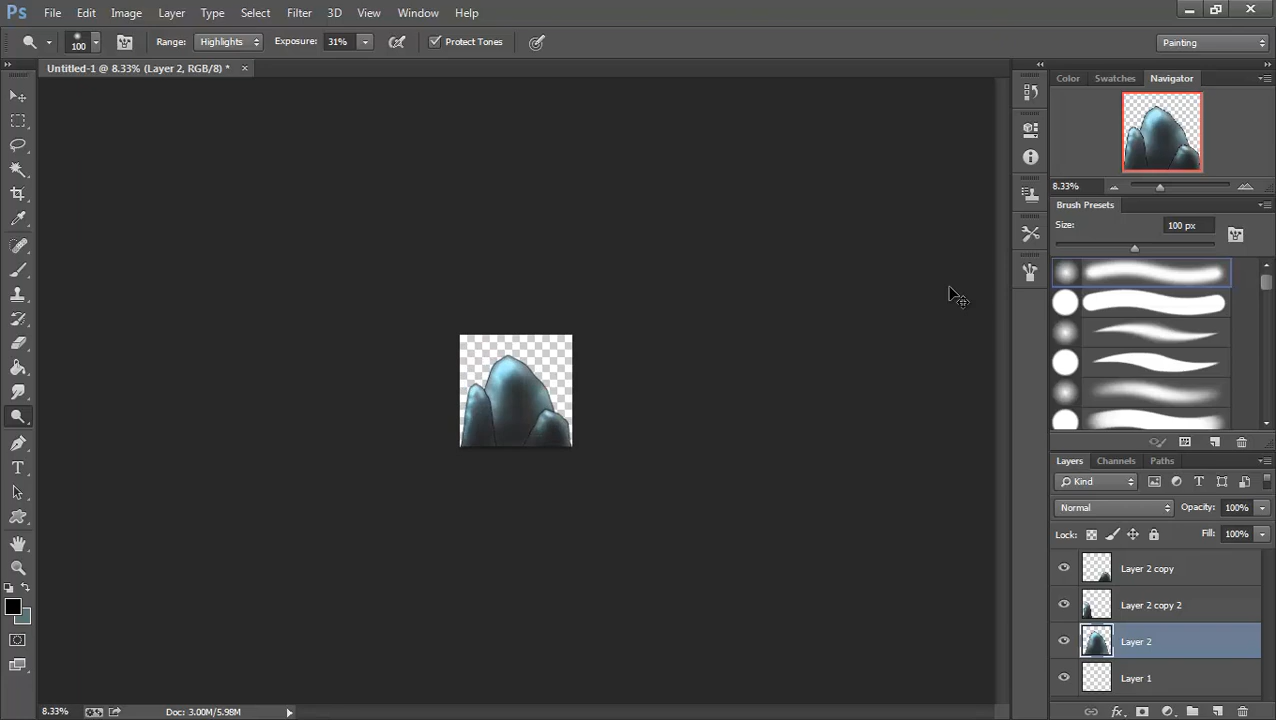 Ps File Edit Image Layer Type Select Filter 3D View Window Help
100 Range: Highlights Exposure: 31% Protect Tones Painting
Untitled-1 @ 8.33% (Layer 2, RGB/8) * ×
Color Swatches Navigator
8.33%
Brush Presets
Size: 100 px
Layers Channels Paths
Kind
Normal Opacity: 100%
Lock: Fill: 100%
Layer 2 copy
Layer 2 copy 2
Layer 2
Layer 1
8.33% Doc: 3.00M/5.98M
fx